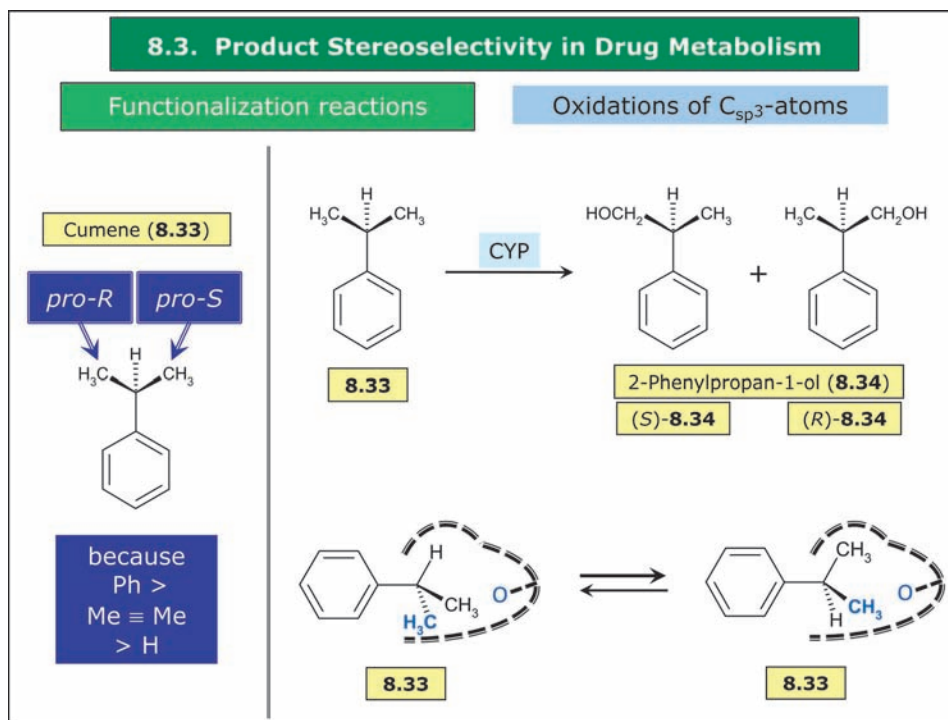 8.3. Product Stereoselectivity in Drug Metabolism
Functionalization reactions
Oxidations of Csp3-atoms
Cumene (8.33)
pro-R
pro-S
H
H3C
CH3
because
Ph >
Me ≡ Me
> H
H
H3C
CH3
8.33
CYP
H
HOC̣H2
CH3
+
H
H3C
CH2OH
2-Phenylpropan-1-ol (8.34)
(S)-8.34
(R)-8.34
H
CH3
H3C
O
8.33
CH3
CH3
H
O
8.33